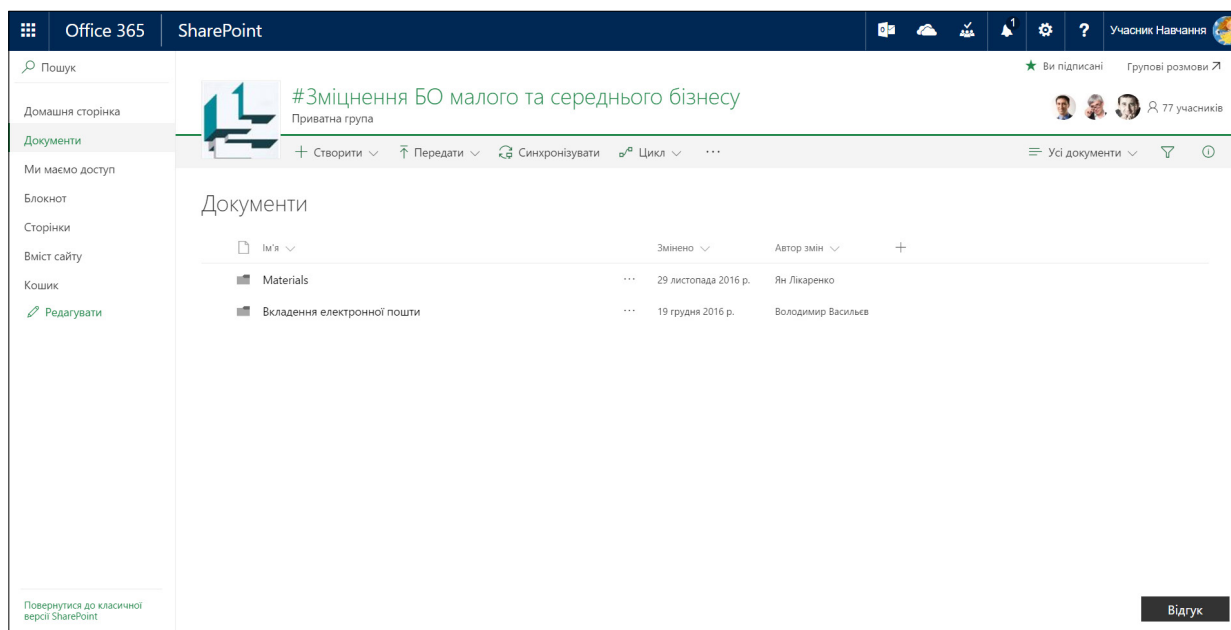 Office 365
SharePoint
1
?
Учасник Навчання
Пошук
Домашня сторінка
Документи
Ми маємо доступ
Блокнот
Сторінки
Вміст сайту
Кошик
Редагувати
Повернутися до класичної
версії SharePoint
Ви підписані
Групові розмови
#Зміцнення БО малого та середнього бізнесу
Приватна група
77 учасників
Створити
Передати
Синхронізувати
Цикл
...
Усі документи
Документи
Ім'я
Змінено
Автор змін
Materials ... 29 листопада 2016 р. Ян Лікаренко
Вкладення електронної пошти ... 19 грудня 2016 р. Володимир Васильєв
Відгук